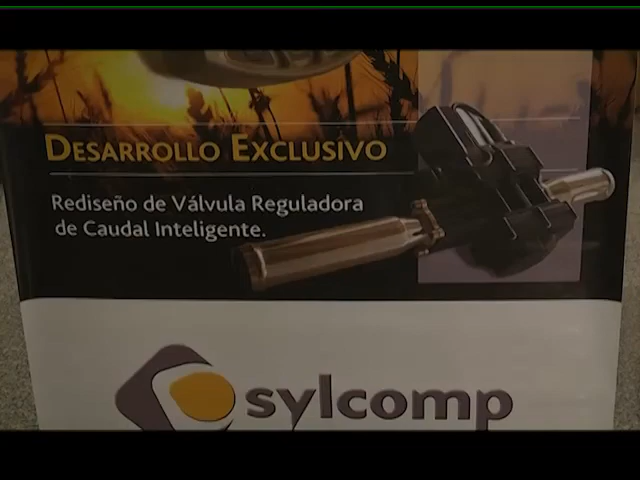 DESARROLLO EXCLUSIVO
Rediseño de Válvula Reguladora
de Caudal Inteligente.
sylcomp